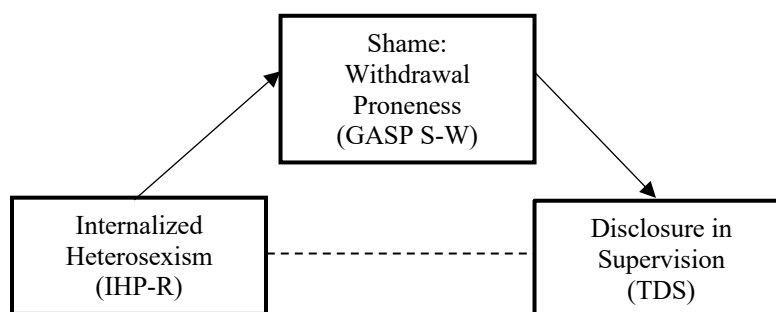 Shame:
Withdrawal
Proneness
(GASP S-W)
Internalized
Heterosexism
(IHP-R)
Disclosure in
Supervision
(TDS)